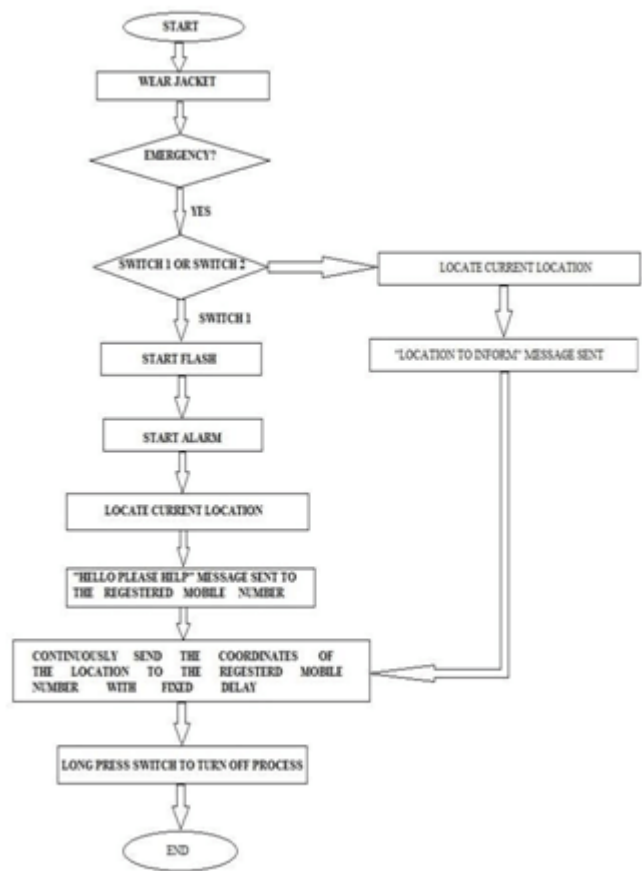 START
WEAR JACKET
EMERGENCY?
YES
SWITCH 1 OR SWITCH 2
LOCATE CURRENT LOCATION
"LOCATION TO INFORM" MESSAGE SENT
SWITCH 1
START FLASH
START ALARM
LOCATE CURRENT LOCATION
"HELLO PLEASE HELP" MESSAGE SENT TO
THE REGESTERED MOBILE NUMBER
CONTINUOUSLY SEND THE COORDINATES OF
THE LOCATION TO THE REGESTERD MOBILE
NUMBER WITH FIXED DELAY
LONG PRESS SWITCH TO TURN OFF PROCESS
END